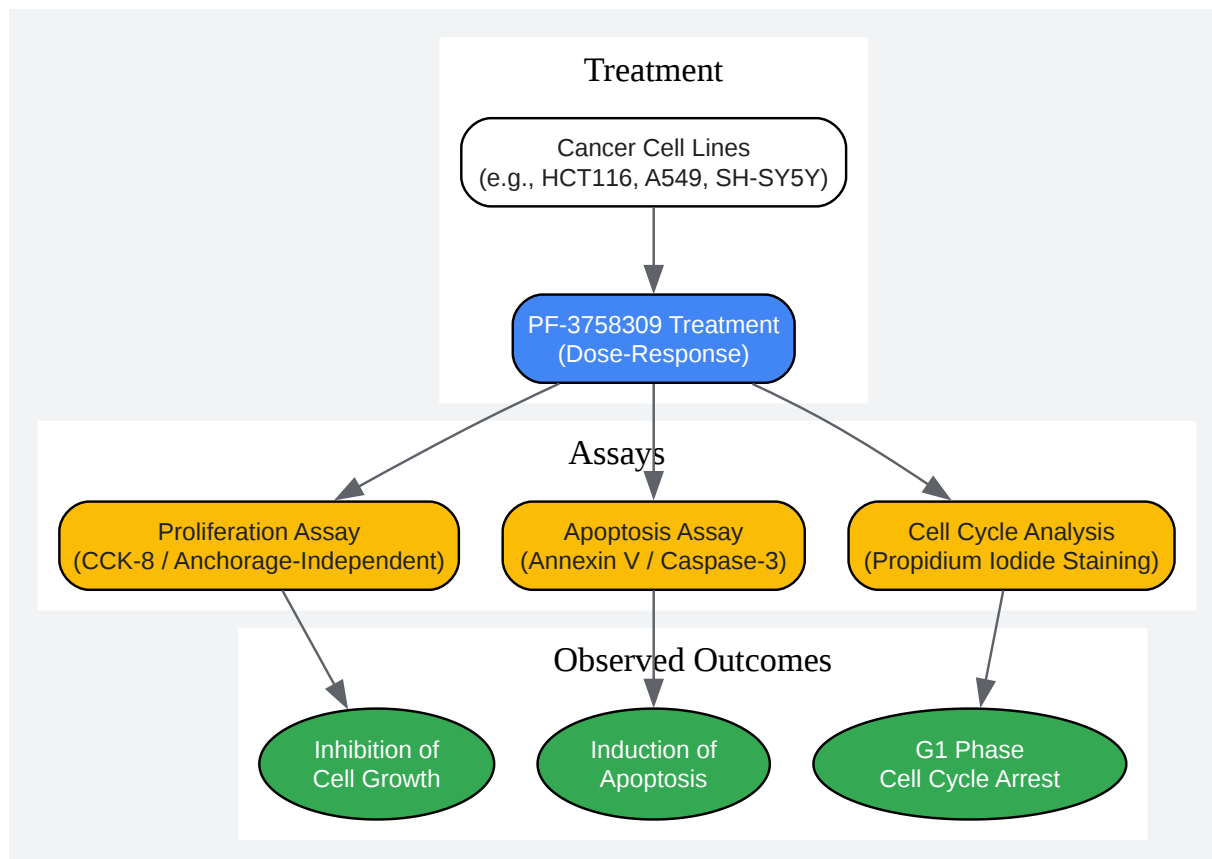 Treatment
Cancer Cell Lines
(e.g., HCT116, A549, SH-SY5Y)
PF-3758309 Treatment
(Dose-Response)
Assays
Proliferation Assay
(CCK-8 / Anchorage-Independent)
Apoptosis Assay
(Annexin V / Caspase-3)
Cell Cycle Analysis
(Propidium Iodide Staining)
Observed Outcomes
Inhibition of
Cell Growth
Induction of
Apoptosis
G1 Phase
Cell Cycle Arrest